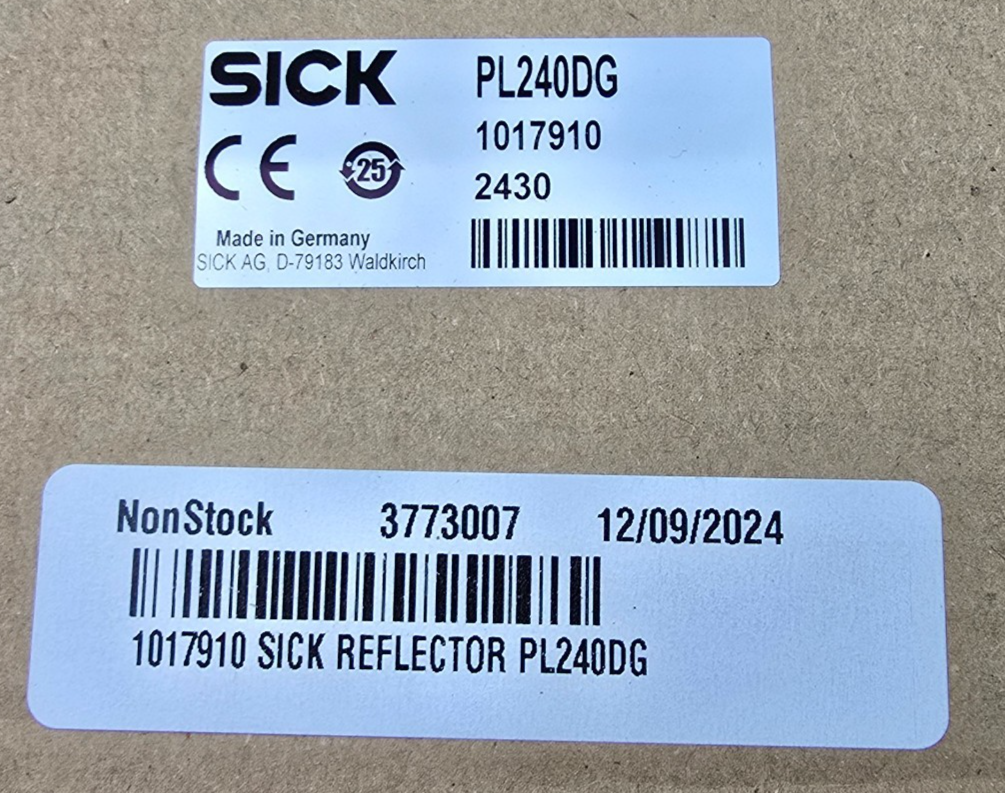 SICK
PL240DG
1017910
CE
25
2430
Made in Germany
SICK AG, D-79183 Waldkirch
NonStock 3773007 12/09/2024
1017910 SICK REFLECTOR PL240DG